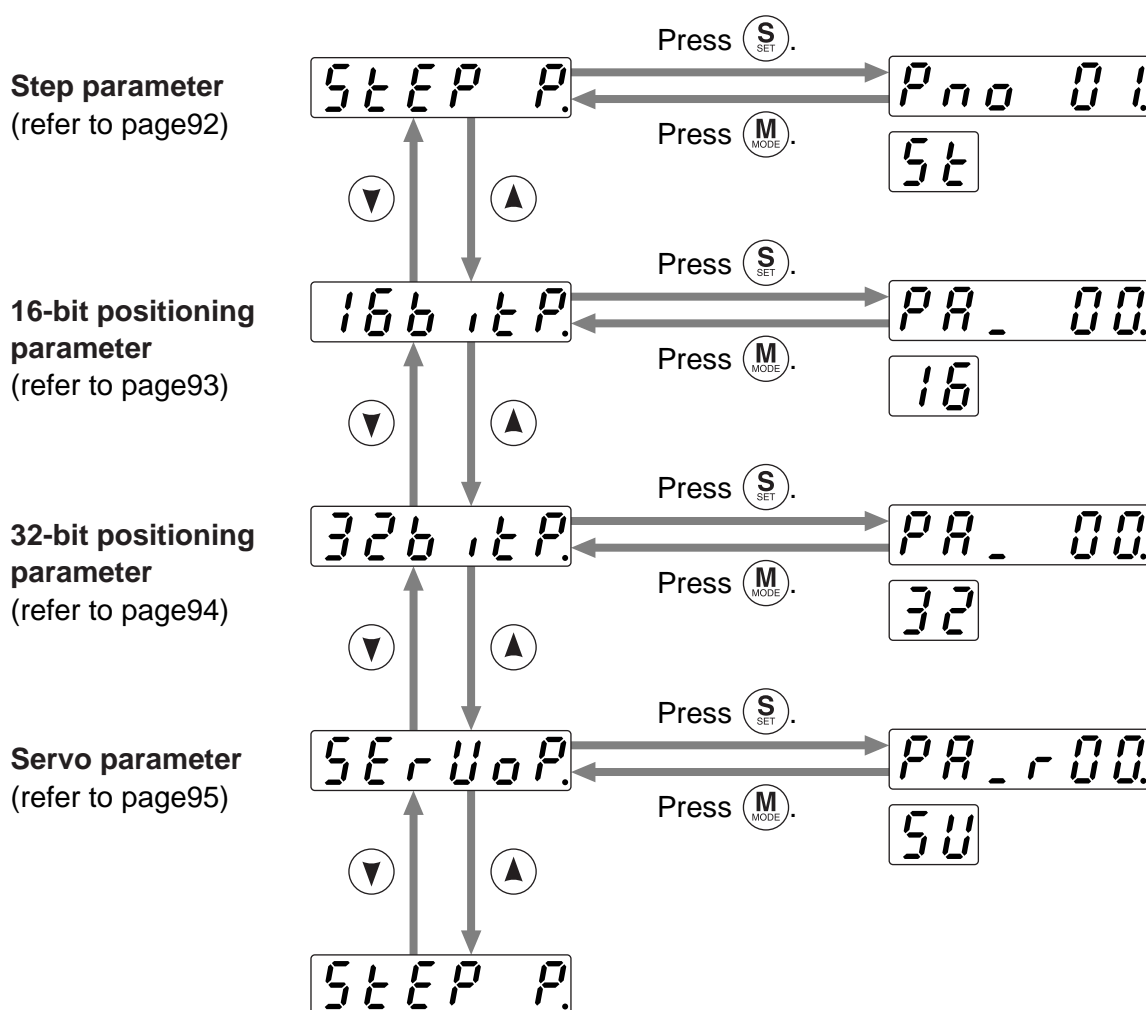 Press S SET .
Step parameter
(refer to page92)
StEP P.
Pno 01.
Press M MODE .
St
Press S SET .
16-bit positioning
parameter
(refer to page93)
16bitP.
PA_ 00.
Press M MODE .
16
Press S SET .
32-bit positioning
parameter
(refer to page94)
32bitP.
PA_ 00.
Press M MODE .
32
Press S SET .
Servo parameter
(refer to page95)
SErUoP.
PA_r00.
Press M MODE .
SU
StEP P.